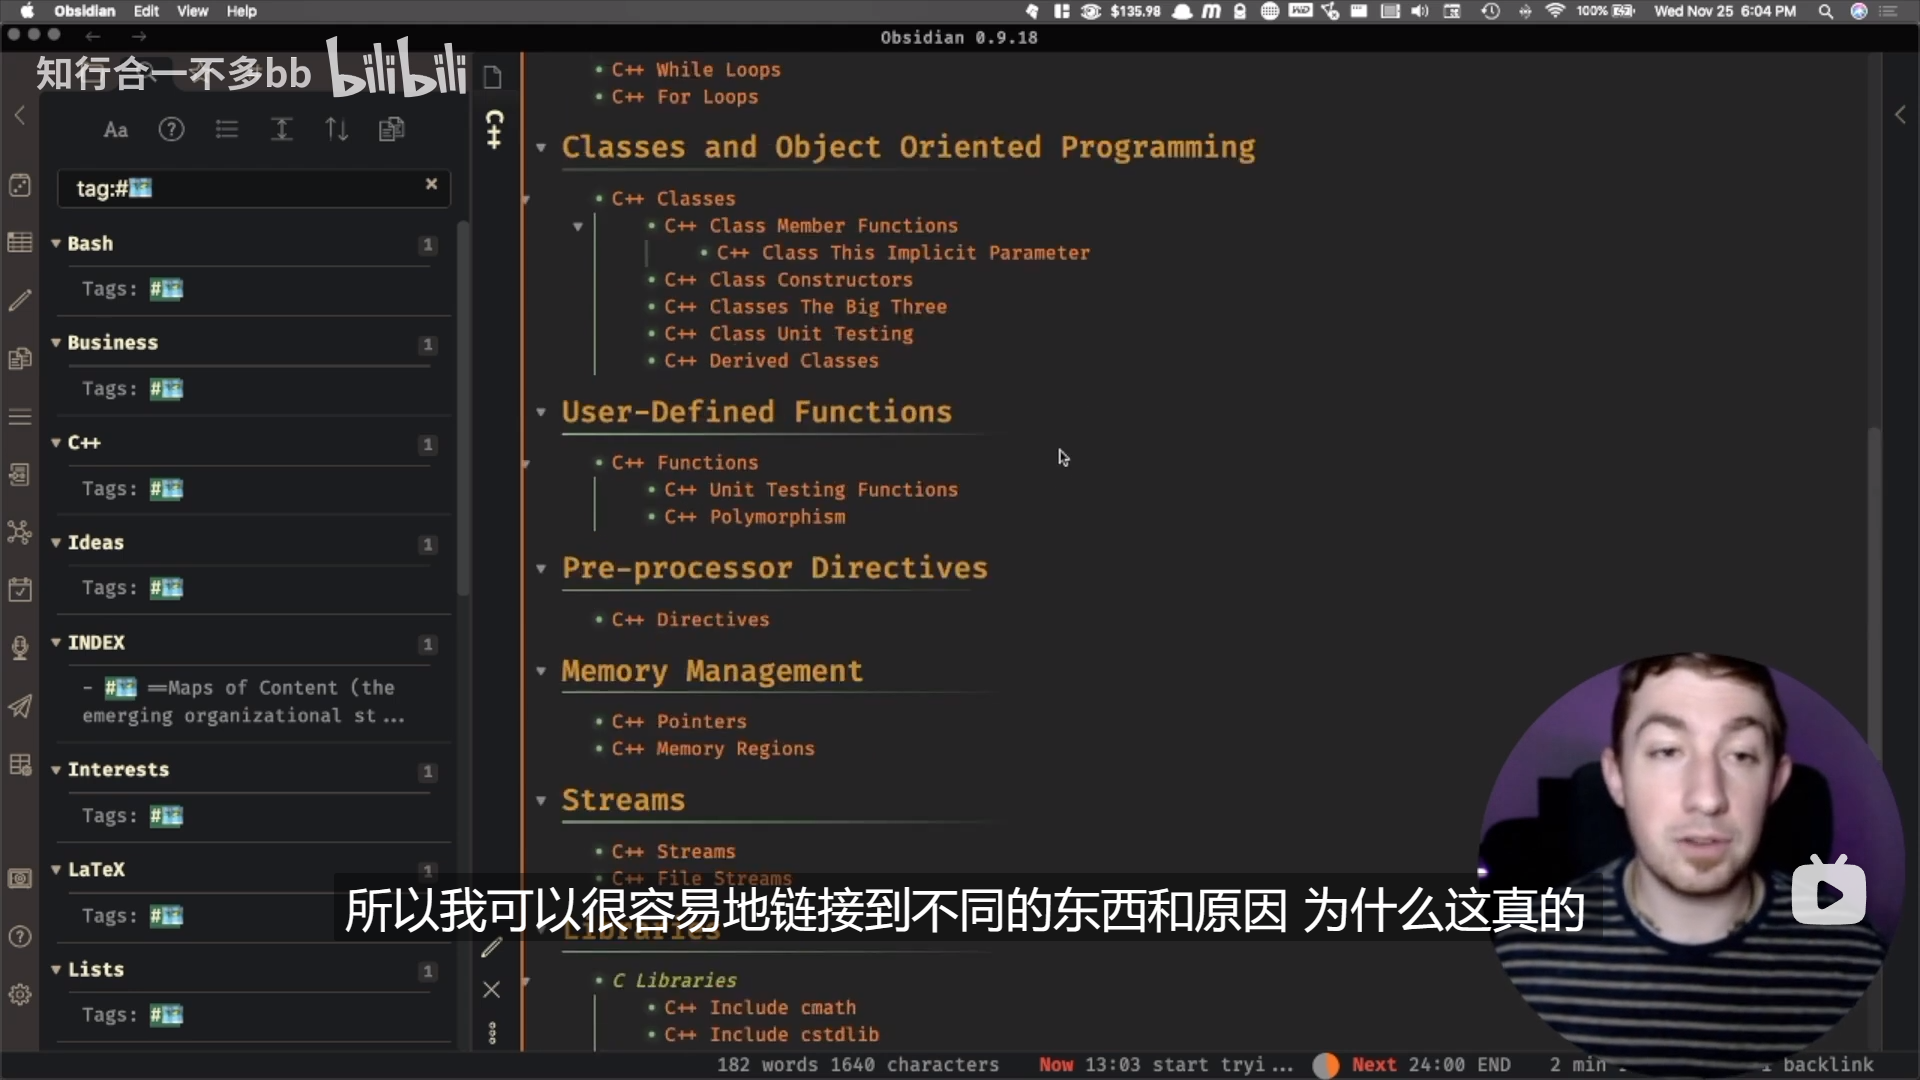 Obsidian Edit View Help
$135.98
100%
Wed Nov 25 6:04 PM
Obsidian 0.9.18
知行合一不多bb bilibili
Aa
tag:#
Bash 1
Tags: #
Business 1
Tags: #
C++ 1
Tags: #
Ideas 1
Tags: #
INDEX 1
- # ==Maps of Content (the
emerging organizational st...
Interests 1
Tags: #
LaTeX 1
Tags: #
Lists 1
Tags: #
C++ While Loops
C++ For Loops
Classes and Object Oriented Programming
C++ Classes
C++ Class Member Functions
C++ Class This Implicit Parameter
C++ Class Constructors
C++ Classes The Big Three
C++ Class Unit Testing
C++ Derived Classes
User-Defined Functions
C++ Functions
C++ Unit Testing Functions
C++ Polymorphism
Pre-processor Directives
C++ Directives
Memory Management
C++ Pointers
C++ Memory Regions
Streams
C++ Streams
C++ File Streams
Libraries
所以我可以很容易地链接到不同的东西和原因 为什么这真的
C Libraries
C++ Include cmath
C++ Include cstdlib
182 words 1640 characters
Now 13:03 start tryi...
Next 24:00 END
2 min
backlink